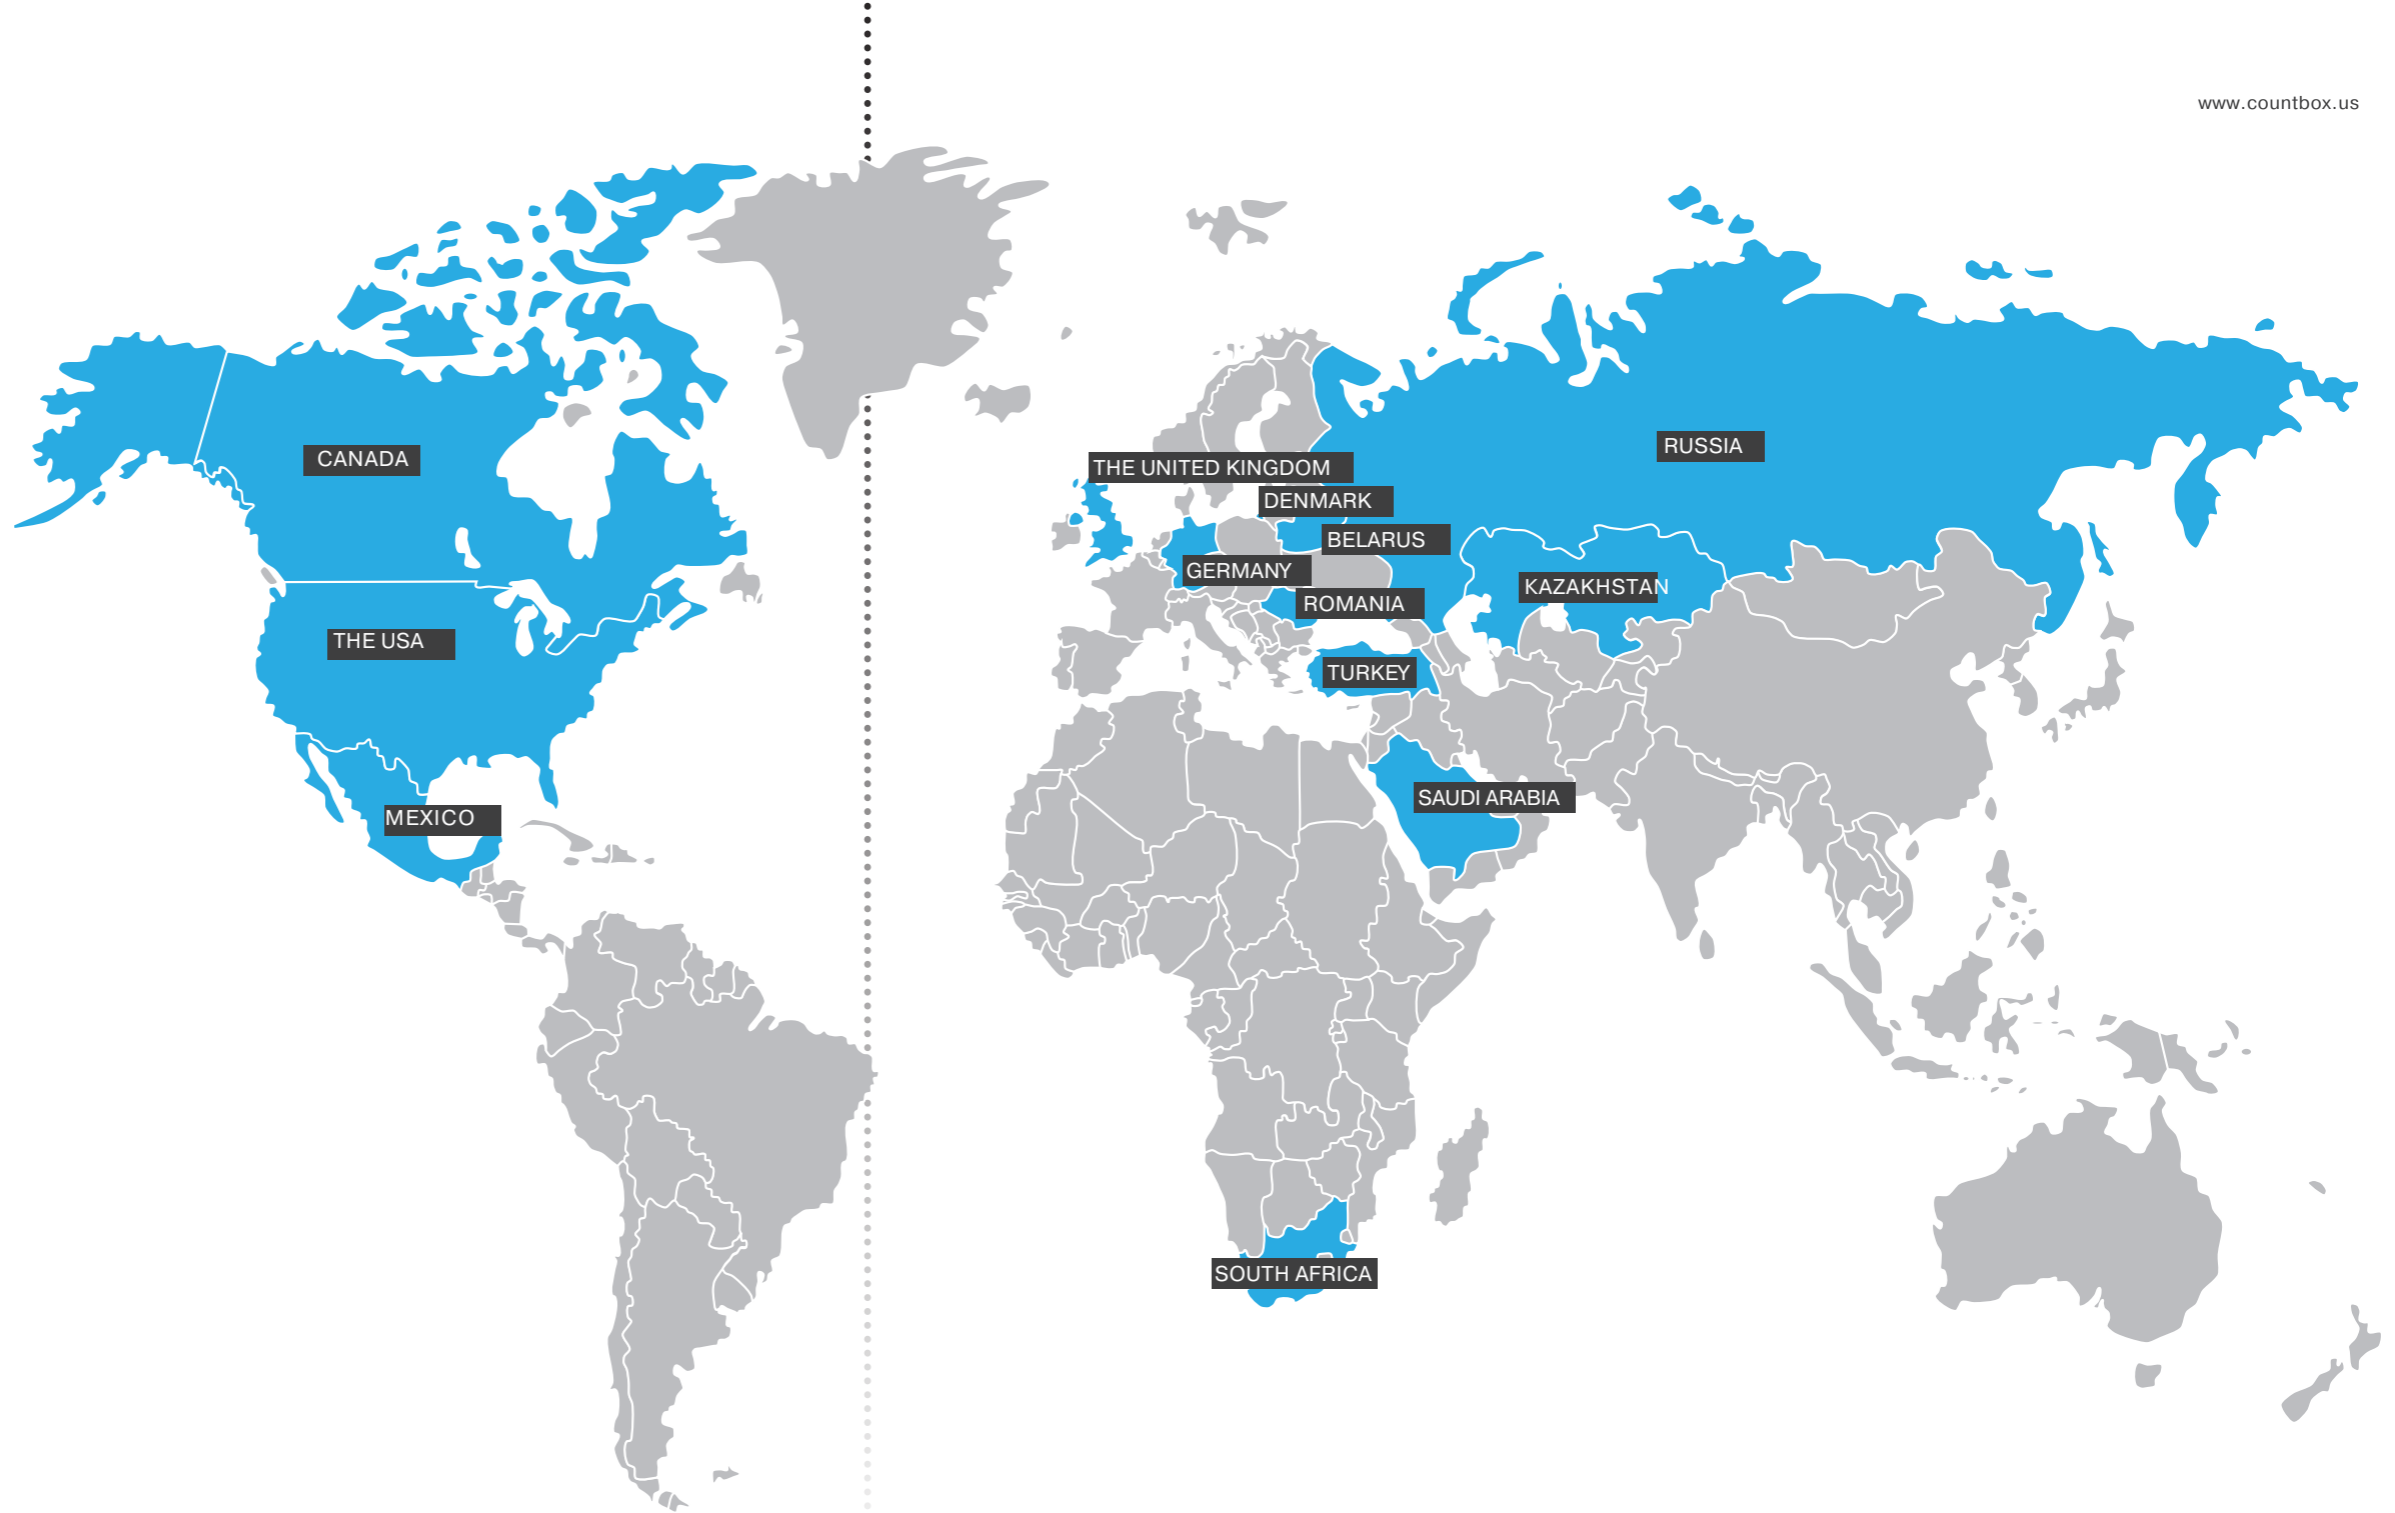 www.countbox.us
CANADA
RUSSIA
THE UNITED KINGDOM
DENMARK
BELARUS
GERMANY
KAZAKHSTAN
ROMANIA
THE USA
TURKEY
SAUDI ARABIA
MEXICO
SOUTH AFRICA